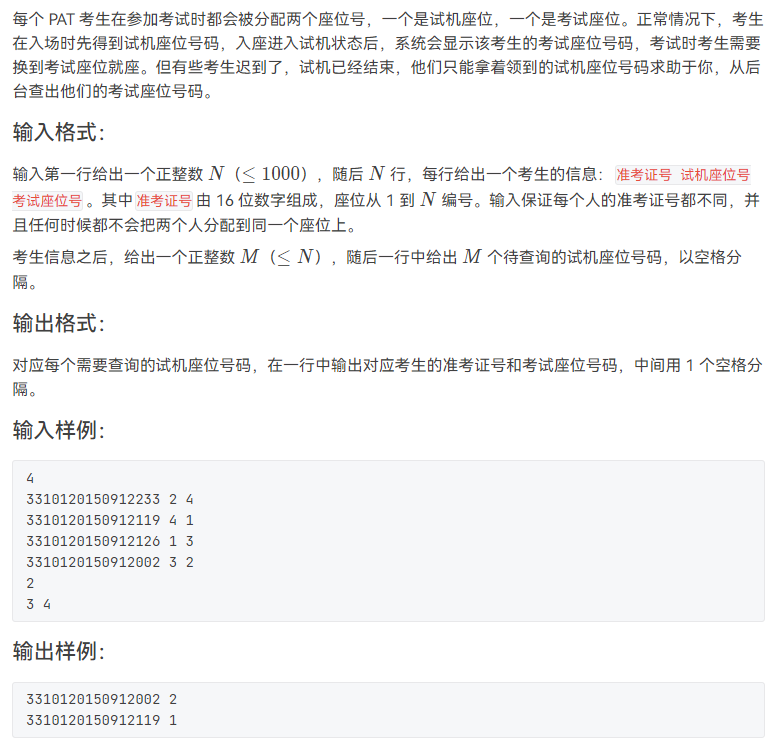 每个 PAT 考生在参加考试时都会被分配两个座位号，一个是试机座位，一个是考试座位。正常情况下，考生
在入场时先得到试机座位号码，入座进入试机状态后，系统会显示该考生的考试座位号码，考试时考生需要
换到考试座位就座。但有些考生迟到了，试机已经结束，他们只能拿着领到的试机座位号码求助于你，从后
台查出他们的考试座位号码。
输入格式：
输入第一行给出一个正整数 N（≤ 1000），随后 N 行，每行给出一个考生的信息： 准考证号 试机座位号
考试座位号 。其中 准考证号 由 16 位数字组成，座位从 1 到 N 编号。输入保证每个人的准考证号都不同，并
且任何时候都不会把两个人分配到同一个座位上。
考生信息之后，给出一个正整数 M（≤ N），随后一行中给出 M 个待查询的试机座位号码，以空格分
隔。
输出格式：
对应每个需要查询的试机座位号码，在一行中输出对应考生的准考证号和考试座位号码，中间用 1 个空格分
隔。
输入样例：
4
3310120150912233 2 4
3310120150912119 4 1
3310120150912126 1 3
3310120150912002 3 2
2
3 4
输出样例：
3310120150912002 2
3310120150912119 1